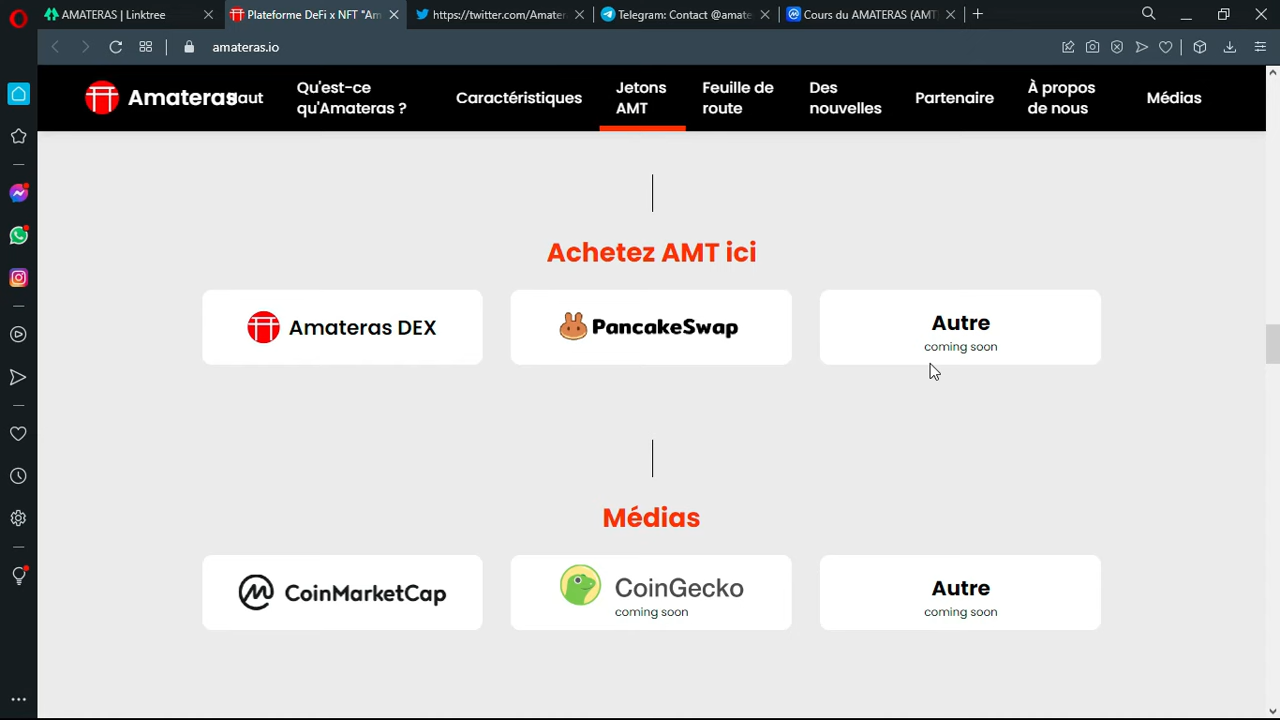 AMATERAS | Linktree
Plateforme DeFi x NFT "Am
https://twitter.com/Amater
Telegram: Contact @amate
Cours du AMATERAS (AMT
amateras.io
Amateras
Haut
Qu'est-ce
qu'Amateras ?
Caractéristiques
Jetons
AMT
Feuille de
route
Des
nouvelles
Partenaire
À propos
de nous
Médias
Achetez AMT ici
Amateras DEX
PancakeSwap
Autre
coming soon
Médias
CoinMarketCap
CoinGecko
coming soon
Autre
coming soon